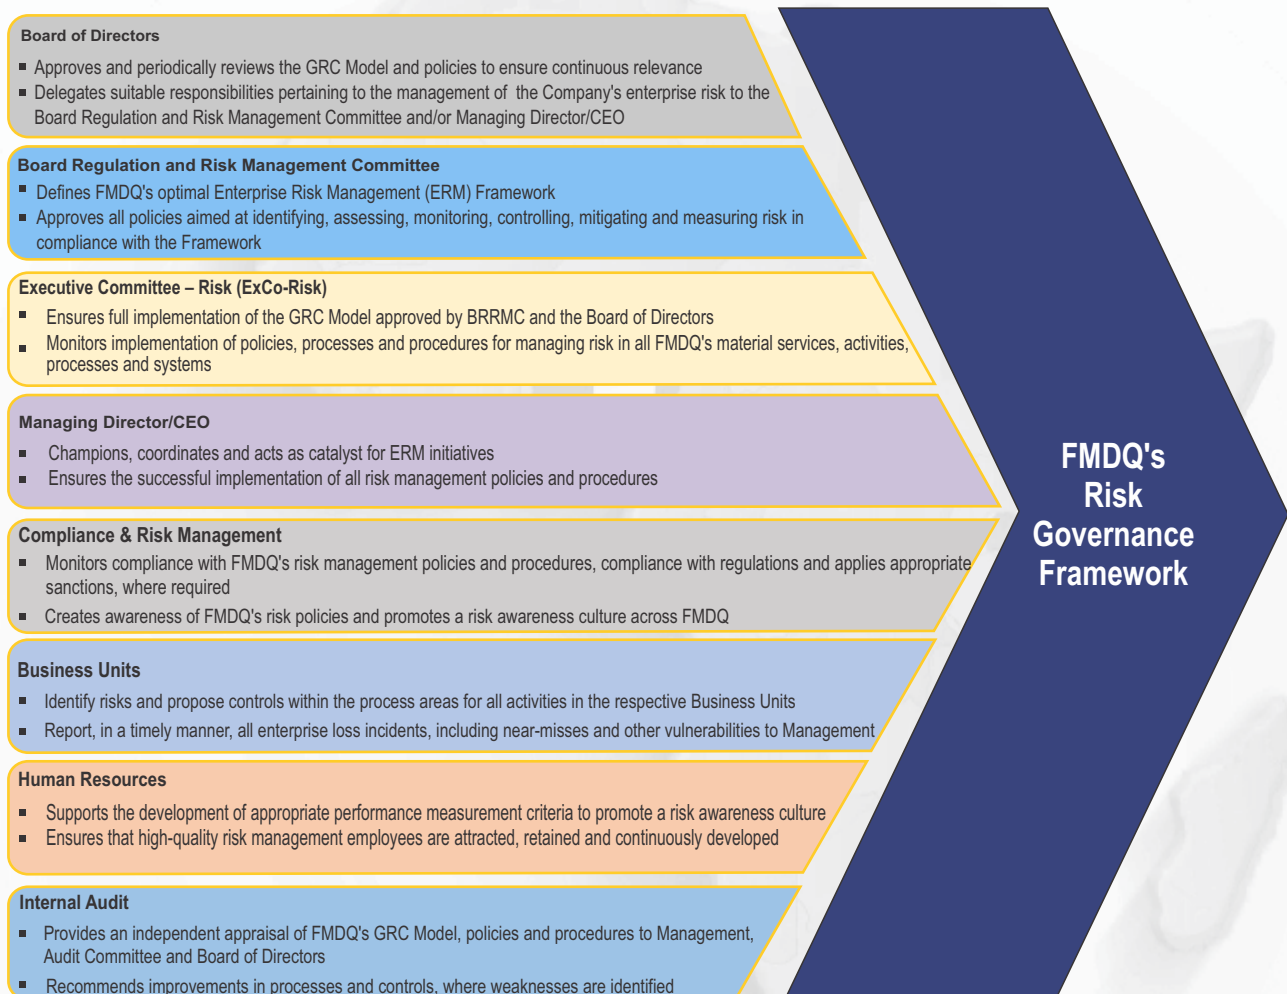 Board of Directors
▪ Approves and periodically reviews the GRC Model and policies to ensure continuous relevance
▪ Delegates suitable responsibilities pertaining to the management of the Company's enterprise risk to the
Board Regulation and Risk Management Committee and/or Managing Director/CEO
Board Regulation and Risk Management Committee
▪ Defines FMDQ's optimal Enterprise Risk Management (ERM) Framework
▪ Approves all policies aimed at identifying, assessing, monitoring, controlling, mitigating and measuring risk in
compliance with the Framework
Executive Committee – Risk (ExCo-Risk)
▪ Ensures full implementation of the GRC Model approved by BRRMC and the Board of Directors
▪ Monitors implementation of policies, processes and procedures for managing risk in all FMDQ's material services, activities,
processes and systems
Managing Director/CEO
▪ Champions, coordinates and acts as catalyst for ERM initiatives
▪ Ensures the successful implementation of all risk management policies and procedures
Compliance & Risk Management
▪ Monitors compliance with FMDQ's risk management policies and procedures, compliance with regulations and applies appropriate
sanctions, where required
▪ Creates awareness of FMDQ's risk policies and promotes a risk awareness culture across FMDQ
Business Units
▪ Identify risks and propose controls within the process areas for all activities in the respective Business Units
▪ Report, in a timely manner, all enterprise loss incidents, including near-misses and other vulnerabilities to Management
Human Resources
▪ Supports the development of appropriate performance measurement criteria to promote a risk awareness culture
▪ Ensures that high-quality risk management employees are attracted, retained and continuously developed
Internal Audit
▪ Provides an independent appraisal of FMDQ's GRC Model, policies and procedures to Management,
Audit Committee and Board of Directors
▪ Recommends improvements in processes and controls, where weaknesses are identified
FMDQ's
Risk
Governance
Framework